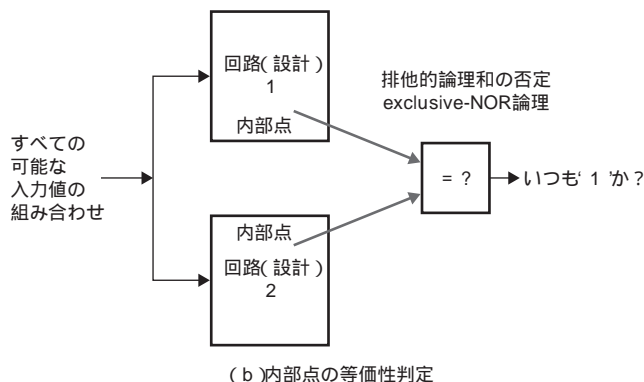 すべての
可能な
入力値の
組み合わせ
回路(設計)
1
内部点
内部点
回路(設計)
2
排他的論理和の否定
exclusive-NOR論理
= ?
いつも‘1’か?
(b)内部点の等価性判定